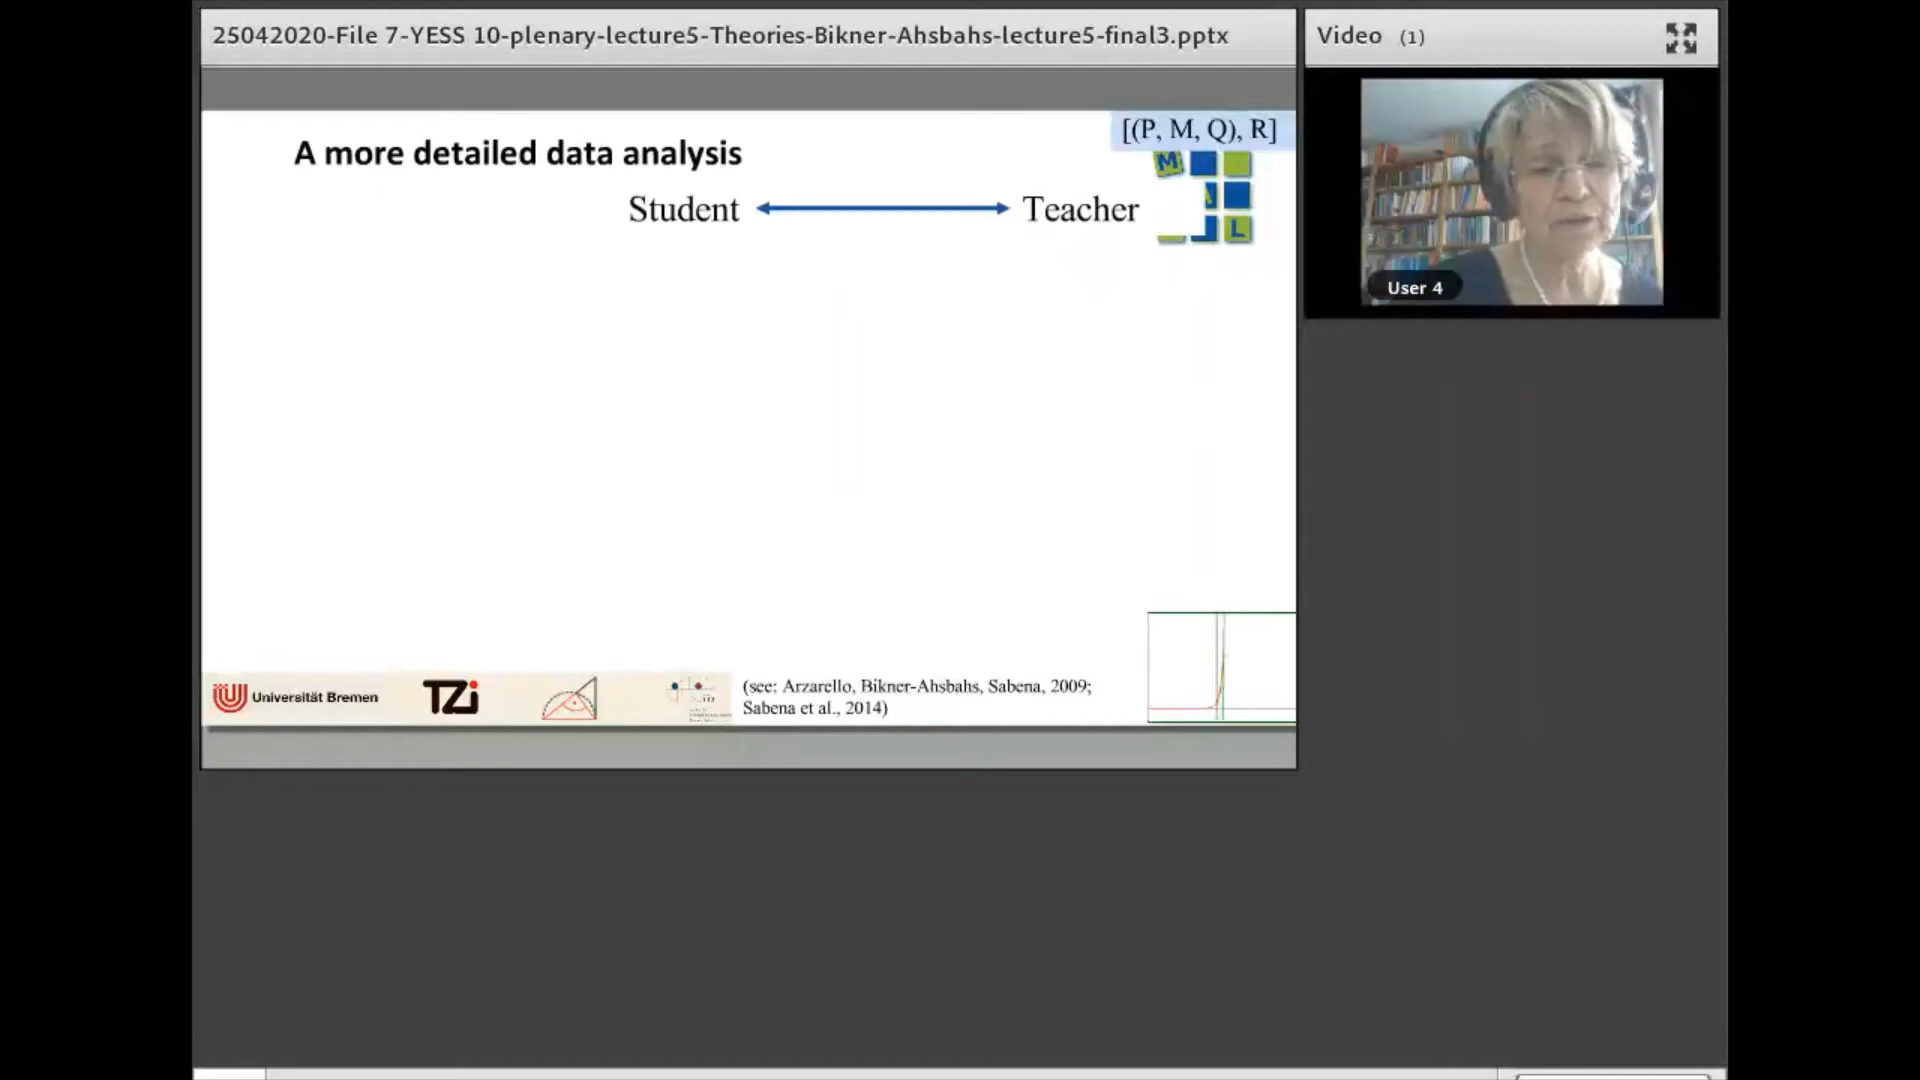 25042020-File 7-YESS 10-plenary-lecture5-Theories-Bikner-Ahsbahs-lecture5-final3.pptx
Video (1)
[(P, M, Q), R]
A more detailed data analysis
M
Student
Teacher
L
User 4
Universität Bremen
TZi
(see: Arzarello, Bikner-Ahsbahs, Sabena, 2009;
Sabena et al., 2014)